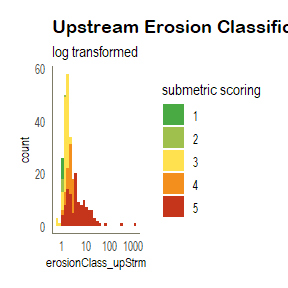 Upstream Erosion Classific
log transformed
60
40
20
0
count
1
10
100
1000
erosionClass_upStrm
submetric scoring
1
2
3
4
5